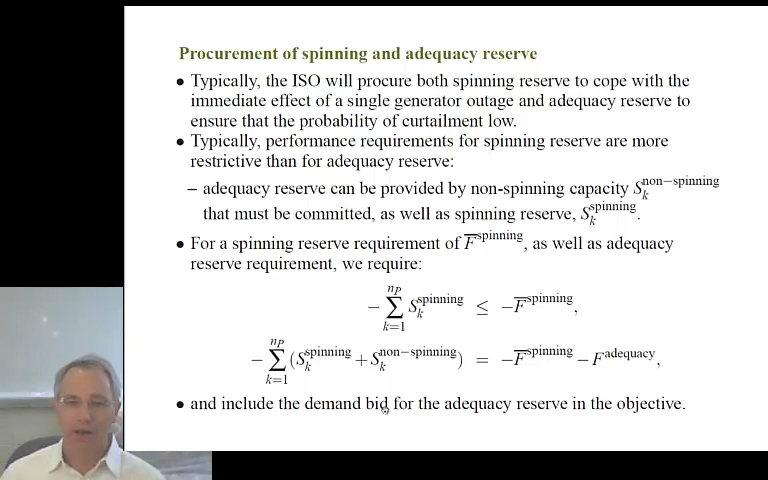 Procurement of spinning and adequacy reserve
• Typically, the ISO will procure both spinning reserve to cope with the
immediate effect of a single generator outage and adequacy reserve to
ensure that the probability of curtailment low.
• Typically, performance requirements for spinning reserve are more
restrictive than for adequacy reserve:
– adequacy reserve can be provided by non-spinning capacity S_k^{non−spinning}
that must be committed, as well as spinning reserve, S_k^{spinning}.
• For a spinning reserve requirement of F̅^{spinning}, as well as adequacy
reserve requirement, we require:
− ∑_{k=1}^{n_P} S_k^{spinning} ≤ −F̅^{spinning},
− ∑_{k=1}^{n_P} (S_k^{spinning} + S_k^{non−spinning}) = −F̅^{spinning} − F^{adequacy},
• and include the demand bid for the adequacy reserve in the objective.